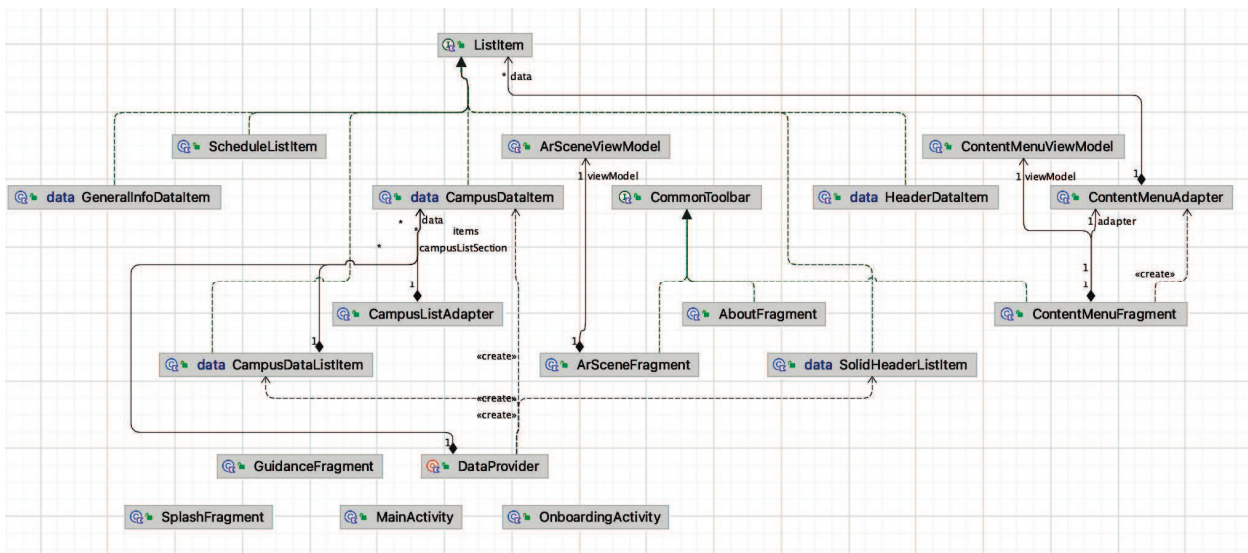 ListItem
* data
ScheduleListItem
ArSceneViewModel
ContentMenuViewModel
1 viewModel
1 viewModel
1
data GeneralInfoDataItem
data CampusDataItem
CommonToolbar
data HeaderDataItem
ContentMenuAdapter
* data
* items
1 adapter
* campusListSection
1
«create»
1
1
CampusListAdapter
AboutFragment
ContentMenuFragment
1
1
«create»
data CampusDataListItem
ArSceneFragment
data SolidHeaderListItem
«create»
«create»
1
GuidanceFragment
DataProvider
SplashFragment
MainActivity
OnboardingActivity